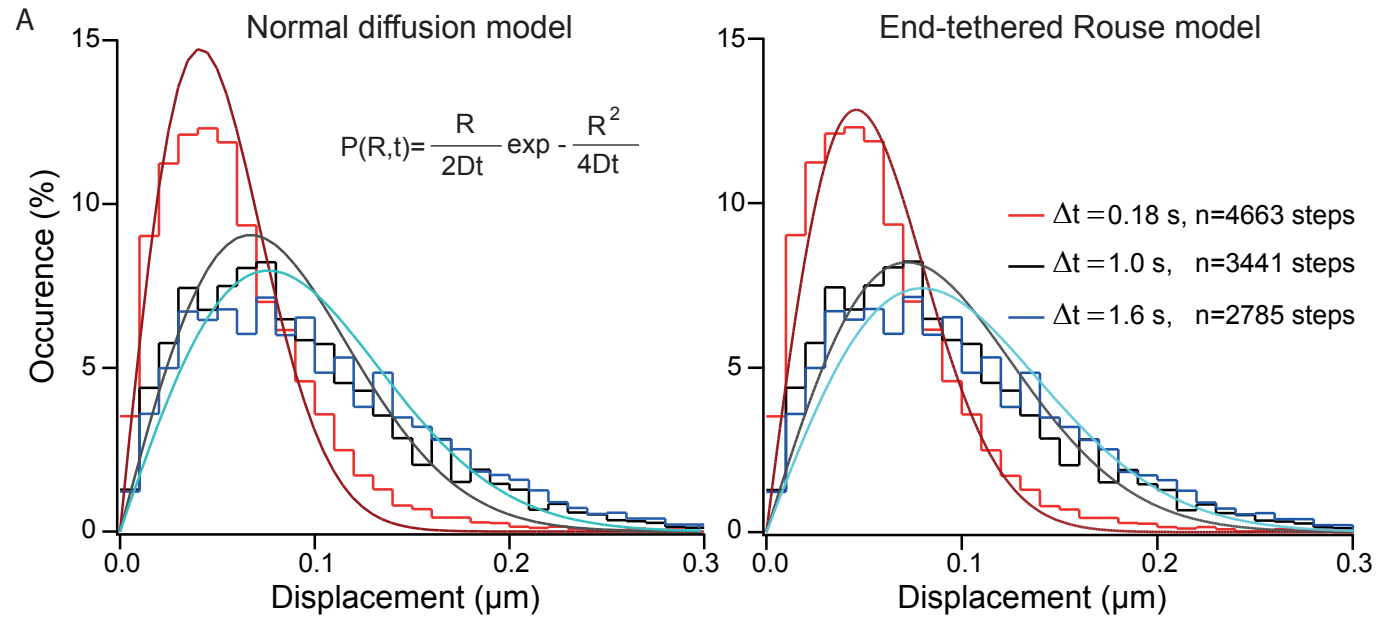 A
Normal diffusion model
End-tethered Rouse model
15
10
5
0
Occurence (%)
P(R,t)= R/2Dt exp - R²/4Dt
0.0
0.1
0.2
0.3
Displacement (µm)
15
10
5
0
Δt=0.18 s, n=4663 steps
Δt=1.0 s, n=3441 steps
Δt=1.6 s, n=2785 steps
0.0
0.1
0.2
0.3
Displacement (µm)